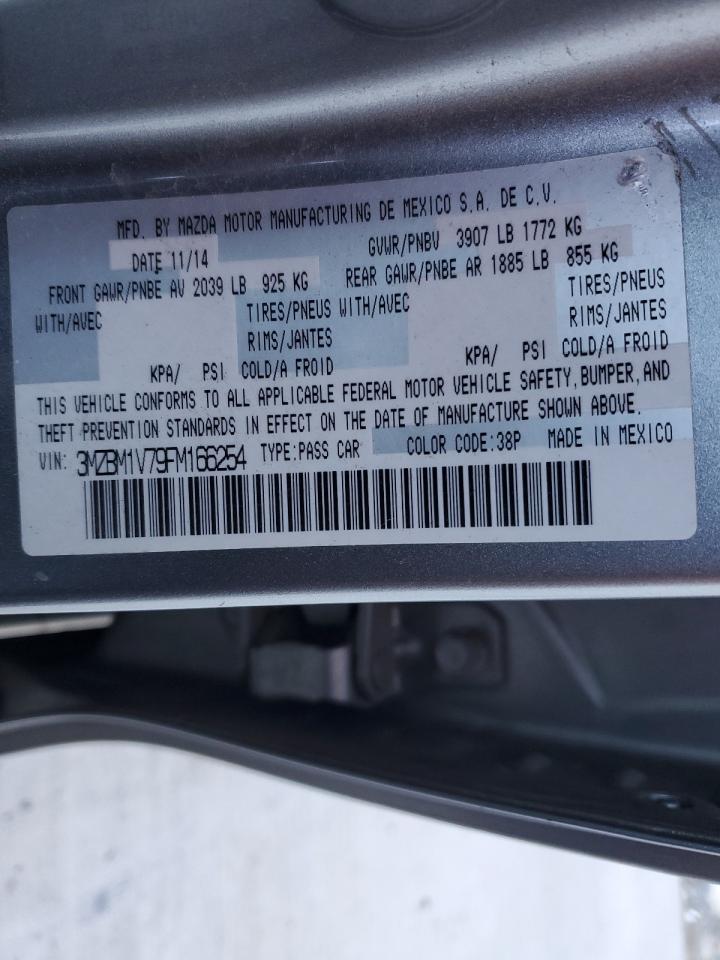 MFD. BY MAZDA MOTOR MANUFACTURING DE MEXICO S.A. DE C.V.
DATE 11/14 GVWR/PNBV 3907 LB 1772 KG
FRONT GAWR/PNBE AV 2039 LB 925 KG REAR GAWR/PNBE AR 1885 LB 855 KG
WITH/AVEC TIRES/PNEUS WITH/AVEC TIRES/PNEUS
RIMS/JANTES RIMS/JANTES
KPA/ PSI COLD/A FROID KPA/ PSI COLD/A FROID
THIS VEHICLE CONFORMS TO ALL APPLICABLE FEDERAL MOTOR VEHICLE SAFETY, BUMPER, AND
THEFT PREVENTION STANDARDS IN EFFECT ON THE DATE OF MANUFACTURE SHOWN ABOVE.
VIN: 3MZBM1V79FM166254 TYPE:PASS CAR COLOR CODE:38P MADE IN MEXICO